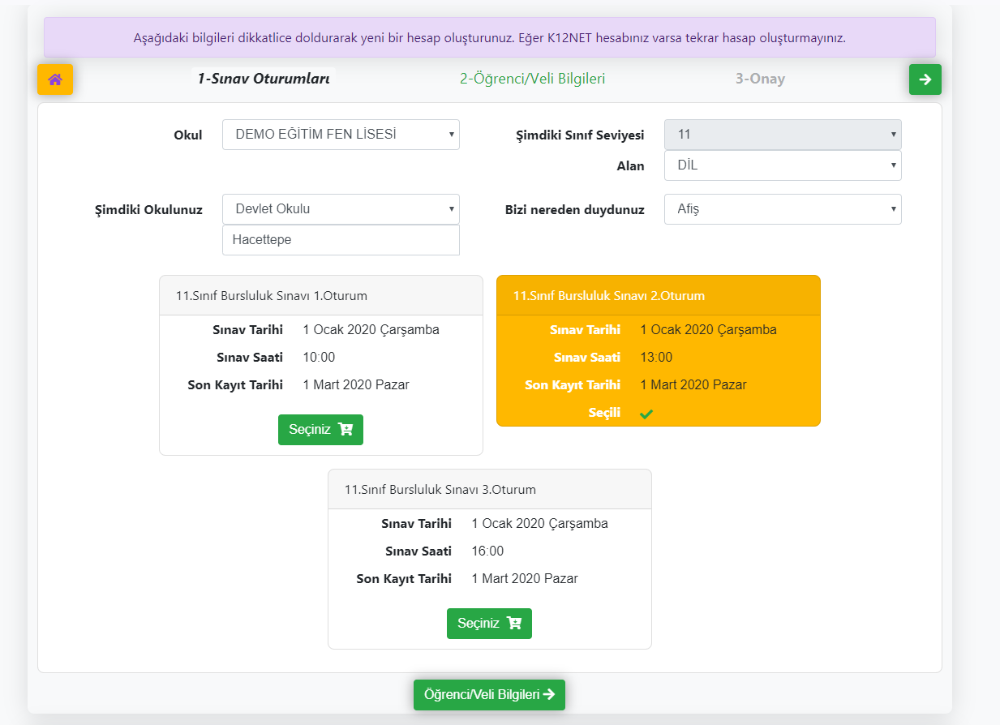 Aşağıdaki bilgileri dikkatlice doldurarak yeni bir hesap oluşturunuz. Eğer K12NET hesabınız varsa tekrar hasap oluşturmayınız.
1-Sınav Oturumları 2-Öğrenci/Veli Bilgileri 3-Onay
Okul DEMO EĞİTİM FEN LİSESİ Şimdiki Sınıf Seviyesi 11
Alan DİL
Şimdiki Okulunuz Devlet Okulu Bizi nereden duydunuz Afiş
Hacettepe
11.Sınıf Bursluluk Sınavı 1.Oturum
Sınav Tarihi 1 Ocak 2020 Çarşamba
Sınav Saati 10:00
Son Kayıt Tarihi 1 Mart 2020 Pazar
Seçiniz
11.Sınıf Bursluluk Sınavı 2.Oturum
Sınav Tarihi 1 Ocak 2020 Çarşamba
Sınav Saati 13:00
Son Kayıt Tarihi 1 Mart 2020 Pazar
Seçili
11.Sınıf Bursluluk Sınavı 3.Oturum
Sınav Tarihi 1 Ocak 2020 Çarşamba
Sınav Saati 16:00
Son Kayıt Tarihi 1 Mart 2020 Pazar
Seçiniz
Öğrenci/Veli Bilgileri